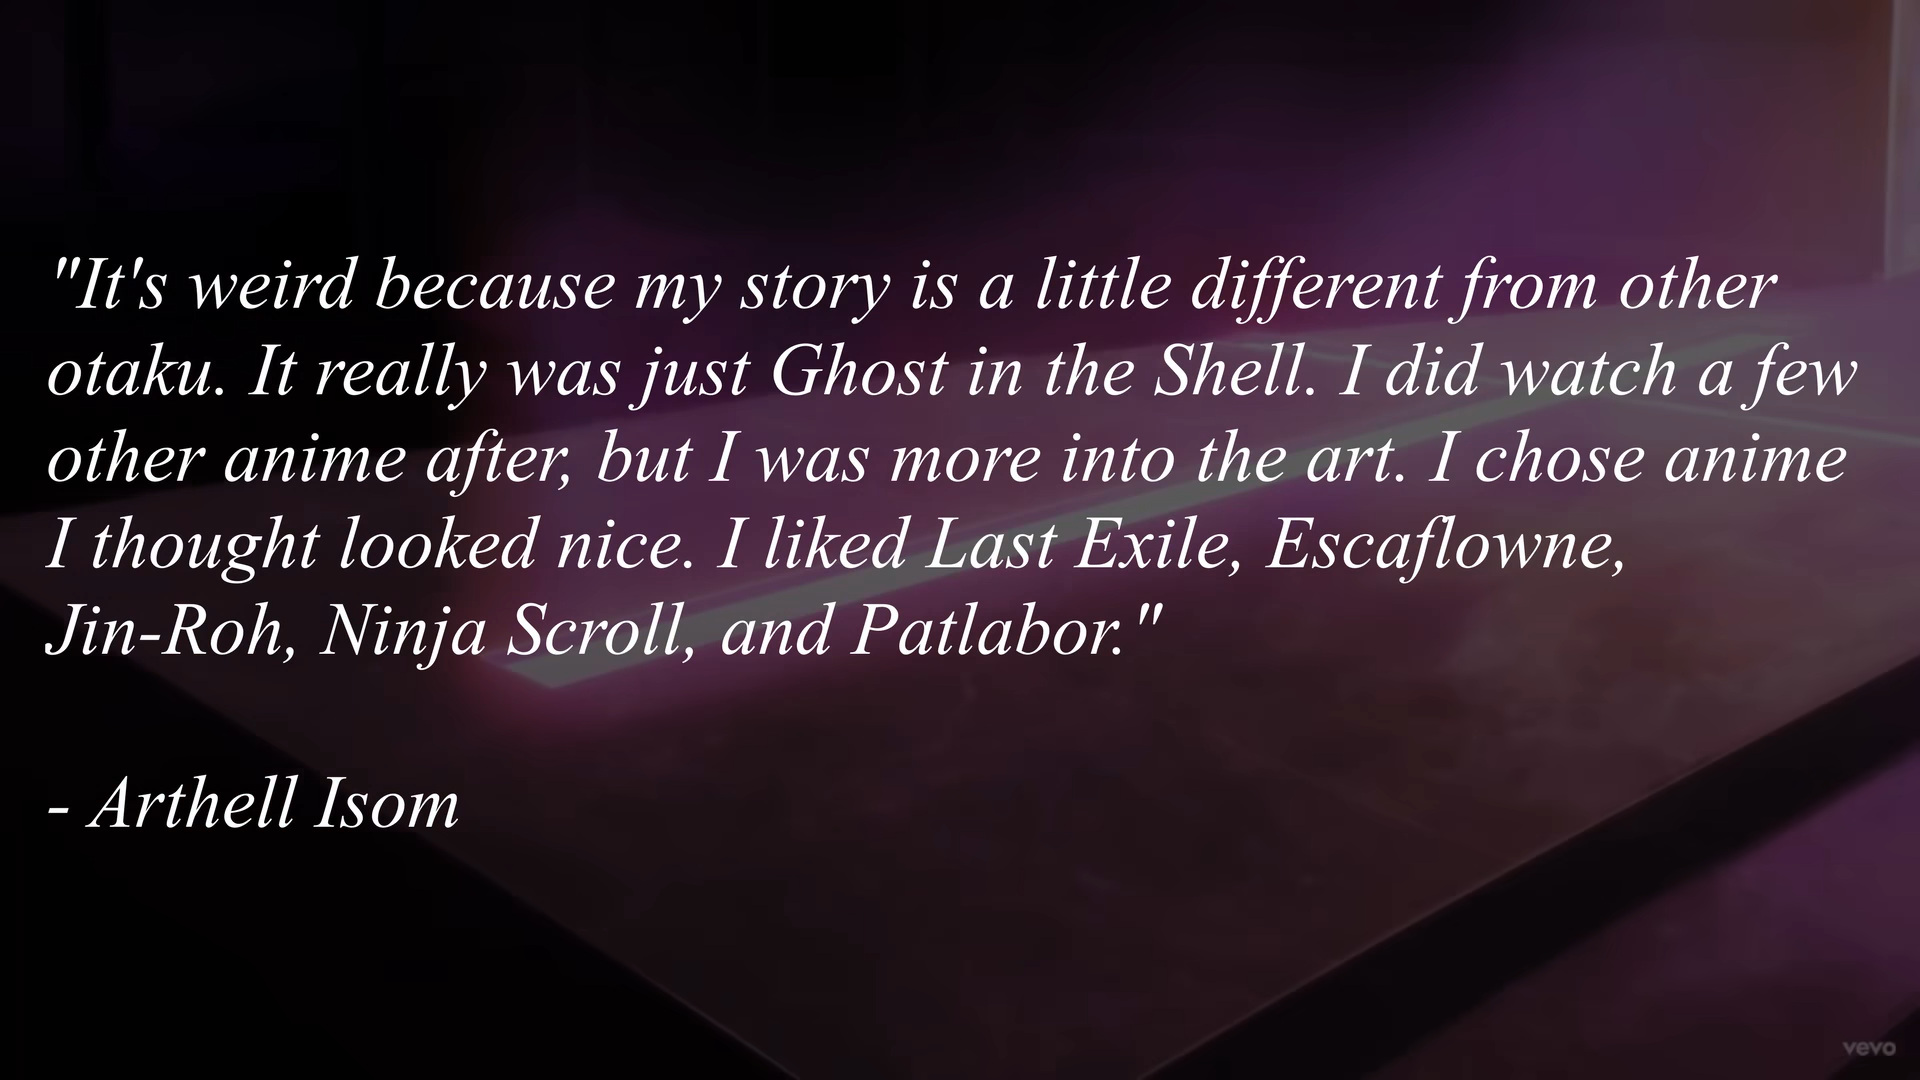 "It's weird because my story is a little different from other
otaku. It really was just Ghost in the Shell. I did watch a few
other anime after, but I was more into the art. I chose anime
I thought looked nice. I liked Last Exile, Escaflowne,
Jin-Roh, Ninja Scroll, and Patlabor."
- Arthell Isom
vevo